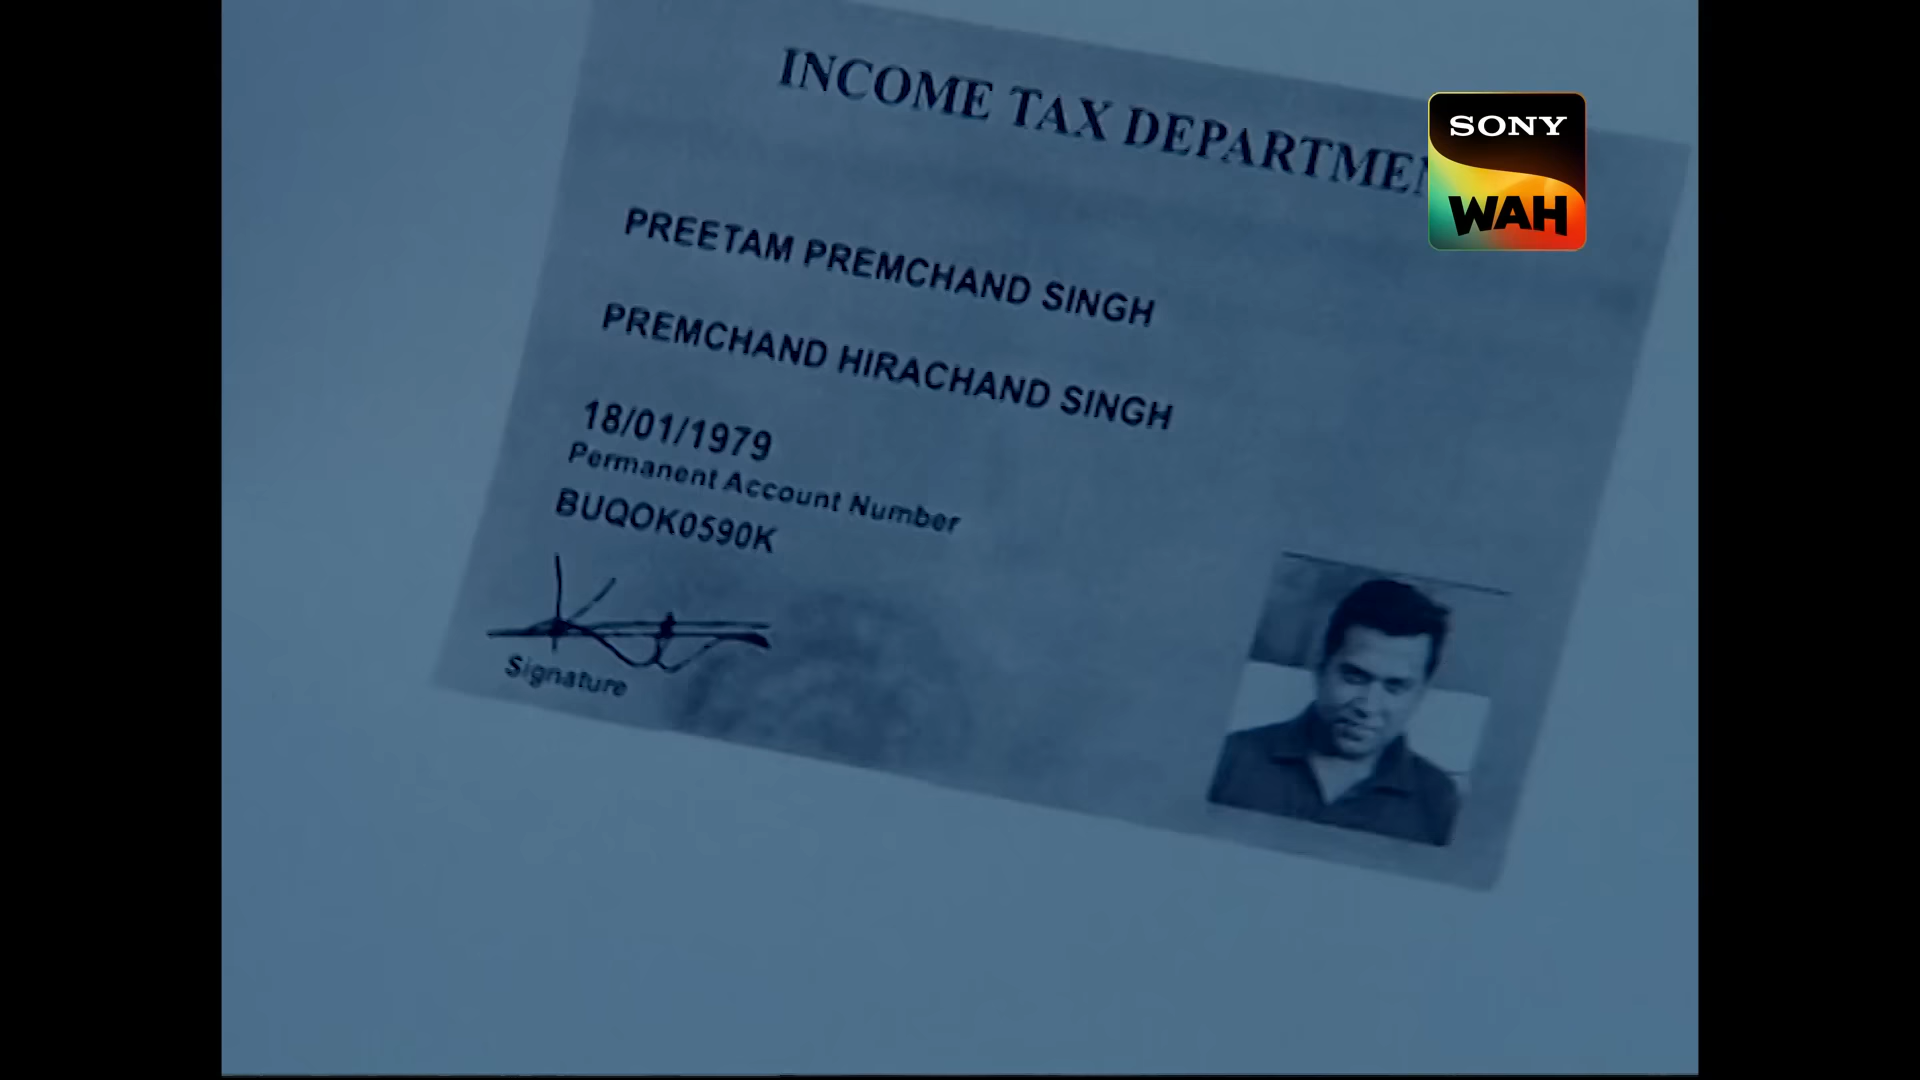 INCOME TAX DEPARTMEN
SONY
WAH
PREETAM PREMCHAND SINGH
PREMCHAND HIRACHAND SINGH
18/01/1979
Permanent Account Number
BUQOK0590K
Signature